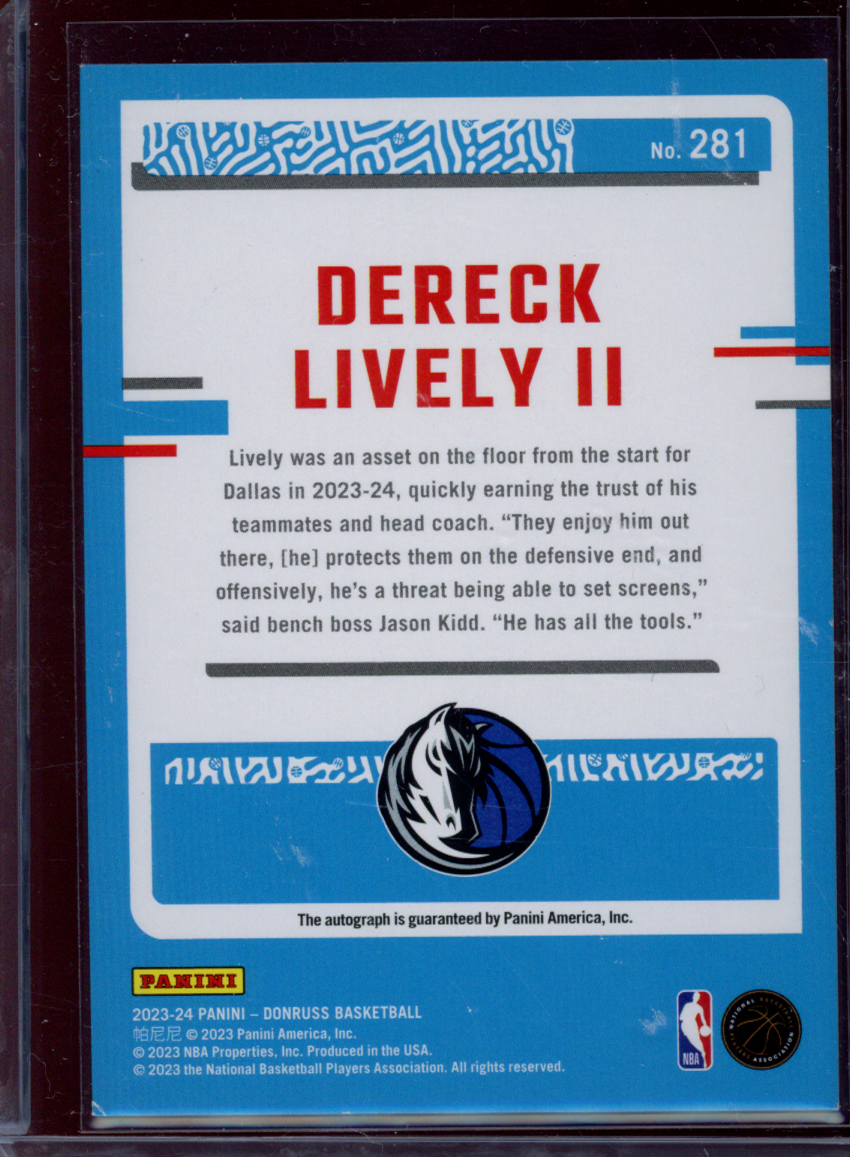 No. 281
DERECK
LIVELY II
Lively was an asset on the floor from the start for
Dallas in 2023-24, quickly earning the trust of his
teammates and head coach. “They enjoy him out
there, [he] protects them on the defensive end, and
offensively, he’s a threat being able to set screens,”
said bench boss Jason Kidd. “He has all the tools.”
The autograph is guaranteed by Panini America, Inc.
PANINI
2023-24 PANINI – DONRUSS BASKETBALL
帕尼尼 © 2023 Panini America, Inc.
© 2023 NBA Properties, Inc. Produced in the USA.
© 2023 the National Basketball Players Association. All rights reserved.
NBA
NATIONAL BASKETBALL PLAYERS ASSOCIATION